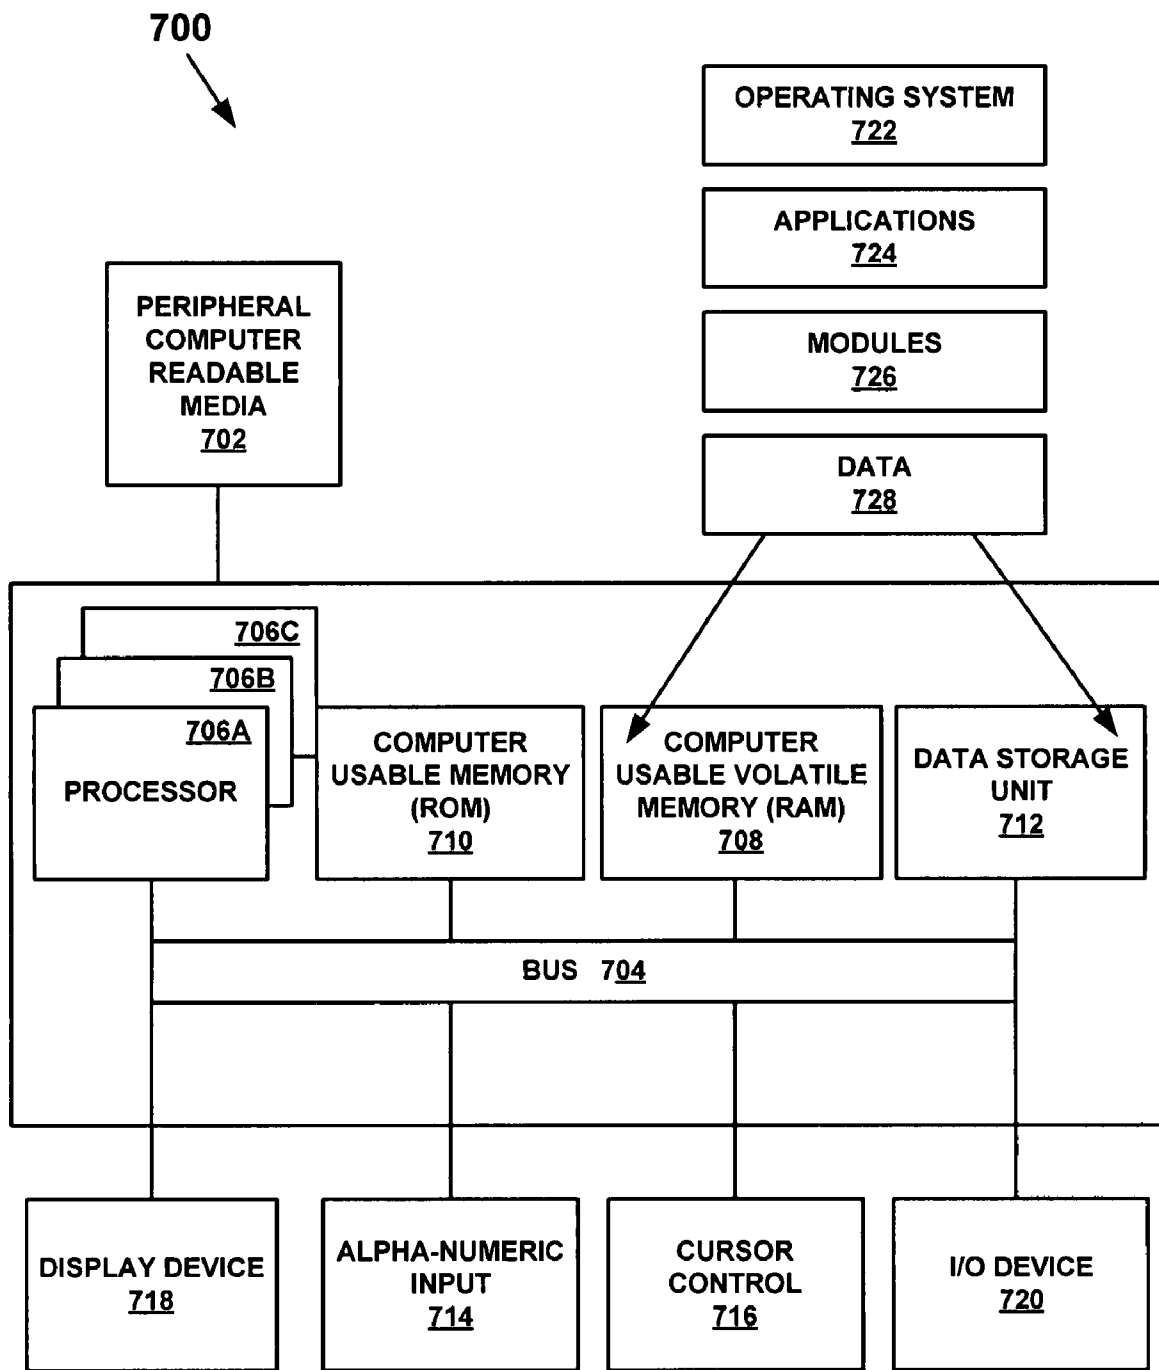 700
OPERATING SYSTEM
722
APPLICATIONS
724
MODULES
726
DATA
728
PERIPHERAL
COMPUTER
READABLE
MEDIA
702
706C
706B
706A
PROCESSOR
COMPUTER
USABLE MEMORY
(ROM)
710
COMPUTER
USABLE VOLATILE
MEMORY (RAM)
708
DATA STORAGE
UNIT
712
BUS 704
DISPLAY DEVICE
718
ALPHA-NUMERIC
INPUT
714
CURSOR
CONTROL
716
I/O DEVICE
720